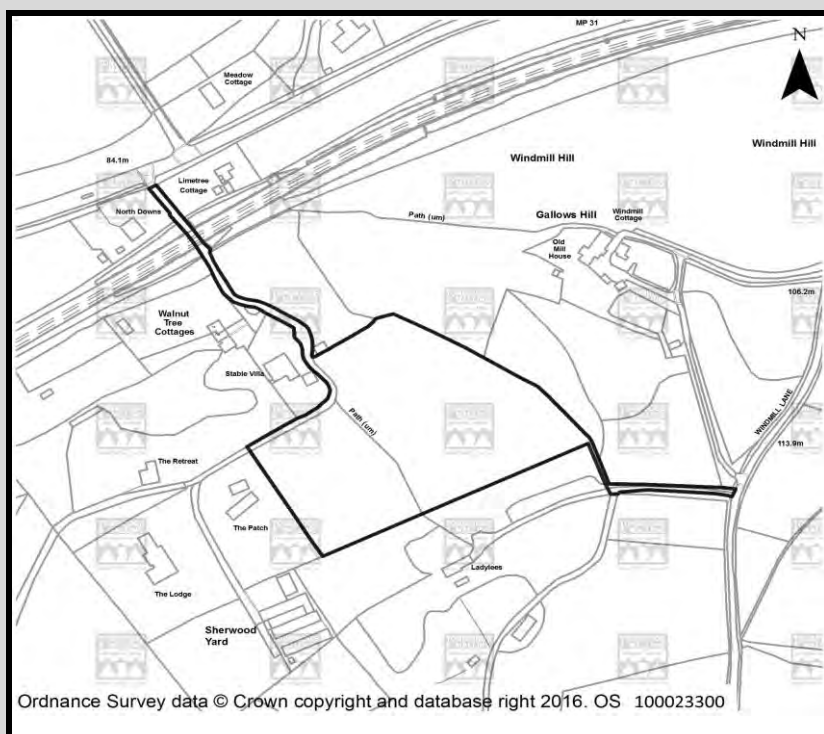 MP 31
N
Meadow
Cottage
84.1m
Limetree
Cottage
Windmill Hill
Windmill Hill
North Downs
Path (um)
Gallows Hill
Windmill
Cottage
Old
Mill
House
106.2m
Walnut
Tree
Cottages
Stable Villa
Path (um)
WINDMILL LANE
113.9m
The Retreat
The Patch
Ladylees
The Lodge
Sherwood
Yard
Ordnance Survey data © Crown copyright and database right 2016. OS 100023300